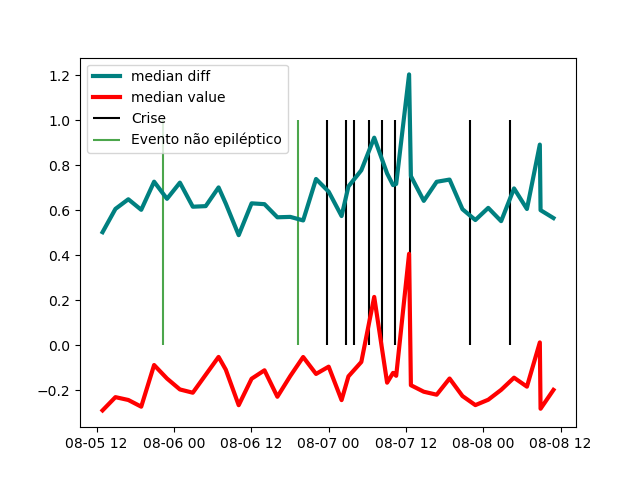 median diff
median value
Crise
Evento não epiléptico
1.2
1.0
0.8
0.6
0.4
0.2
0.0
−0.2
08-05 12 08-06 00 08-06 12 08-07 00 08-07 12 08-08 00 08-08 12